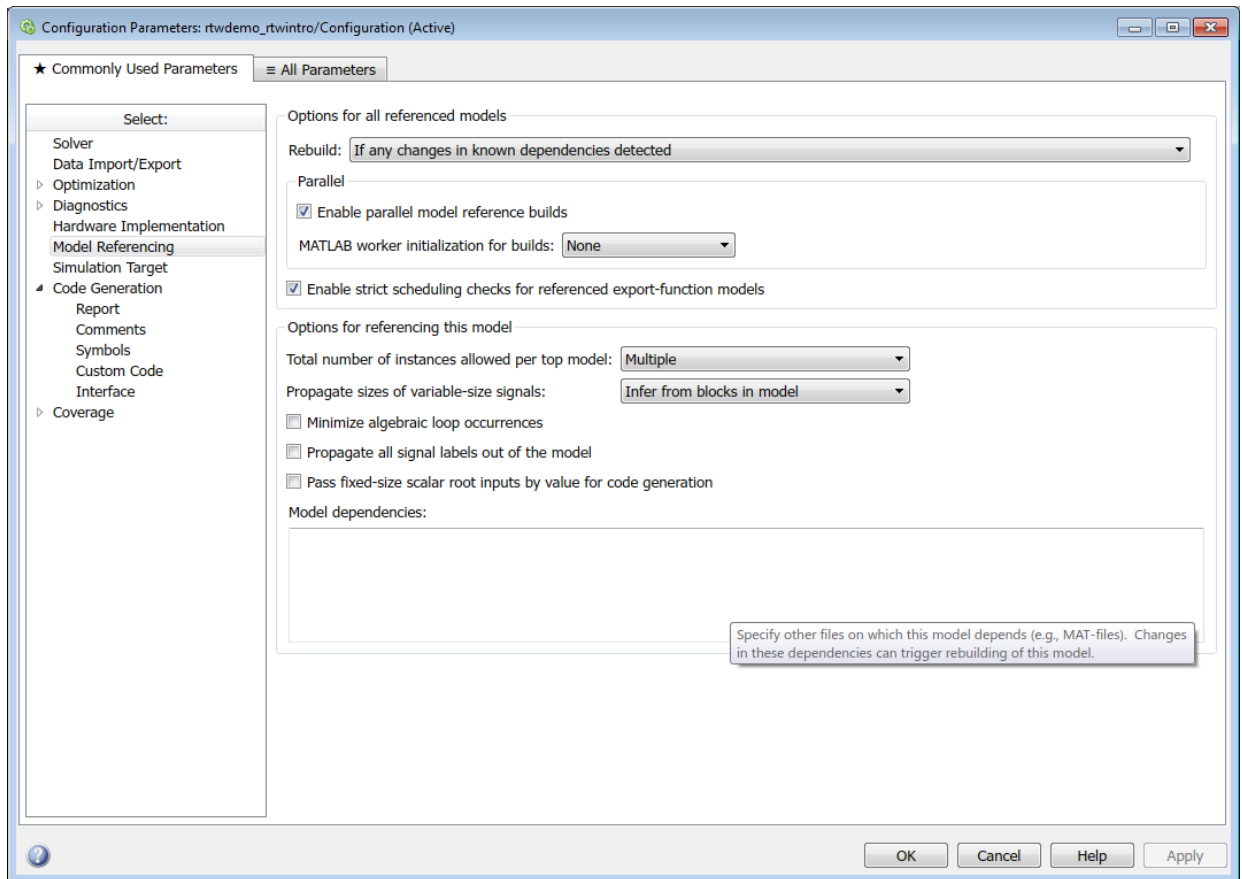 Configuration Parameters: rtwdemo_rtwintro/Configuration (Active)
★ Commonly Used Parameters
≡ All Parameters
Select:
Solver
Data Import/Export
Optimization
Diagnostics
Hardware Implementation
Model Referencing
Simulation Target
Code Generation
Report
Comments
Symbols
Custom Code
Interface
Coverage
Options for all referenced models
Rebuild: If any changes in known dependencies detected
Parallel
Enable parallel model reference builds
MATLAB worker initialization for builds: None
Enable strict scheduling checks for referenced export-function models
Options for referencing this model
Total number of instances allowed per top model: Multiple
Propagate sizes of variable-size signals: Infer from blocks in model
Minimize algebraic loop occurrences
Propagate all signal labels out of the model
Pass fixed-size scalar root inputs by value for code generation
Model dependencies:
Specify other files on which this model depends (e.g., MAT-files). Changes
in these dependencies can trigger rebuilding of this model.
OK Cancel Help Apply